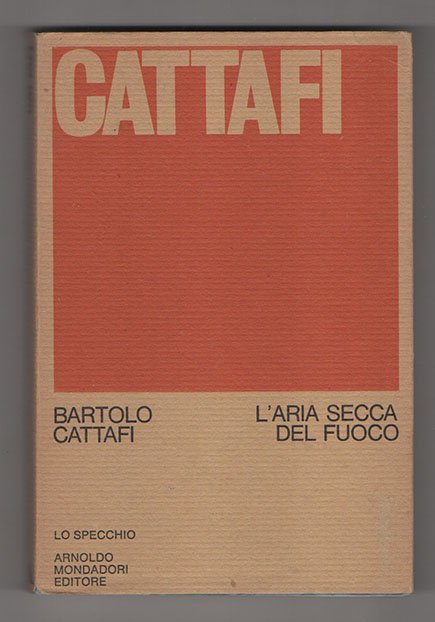 CATTAFI
BARTOLO
CATTAFI
L'ARIA SECCA
DEL FUOCO
LO SPECCHIO
ARNOLDO
MONDADORI
EDITORE